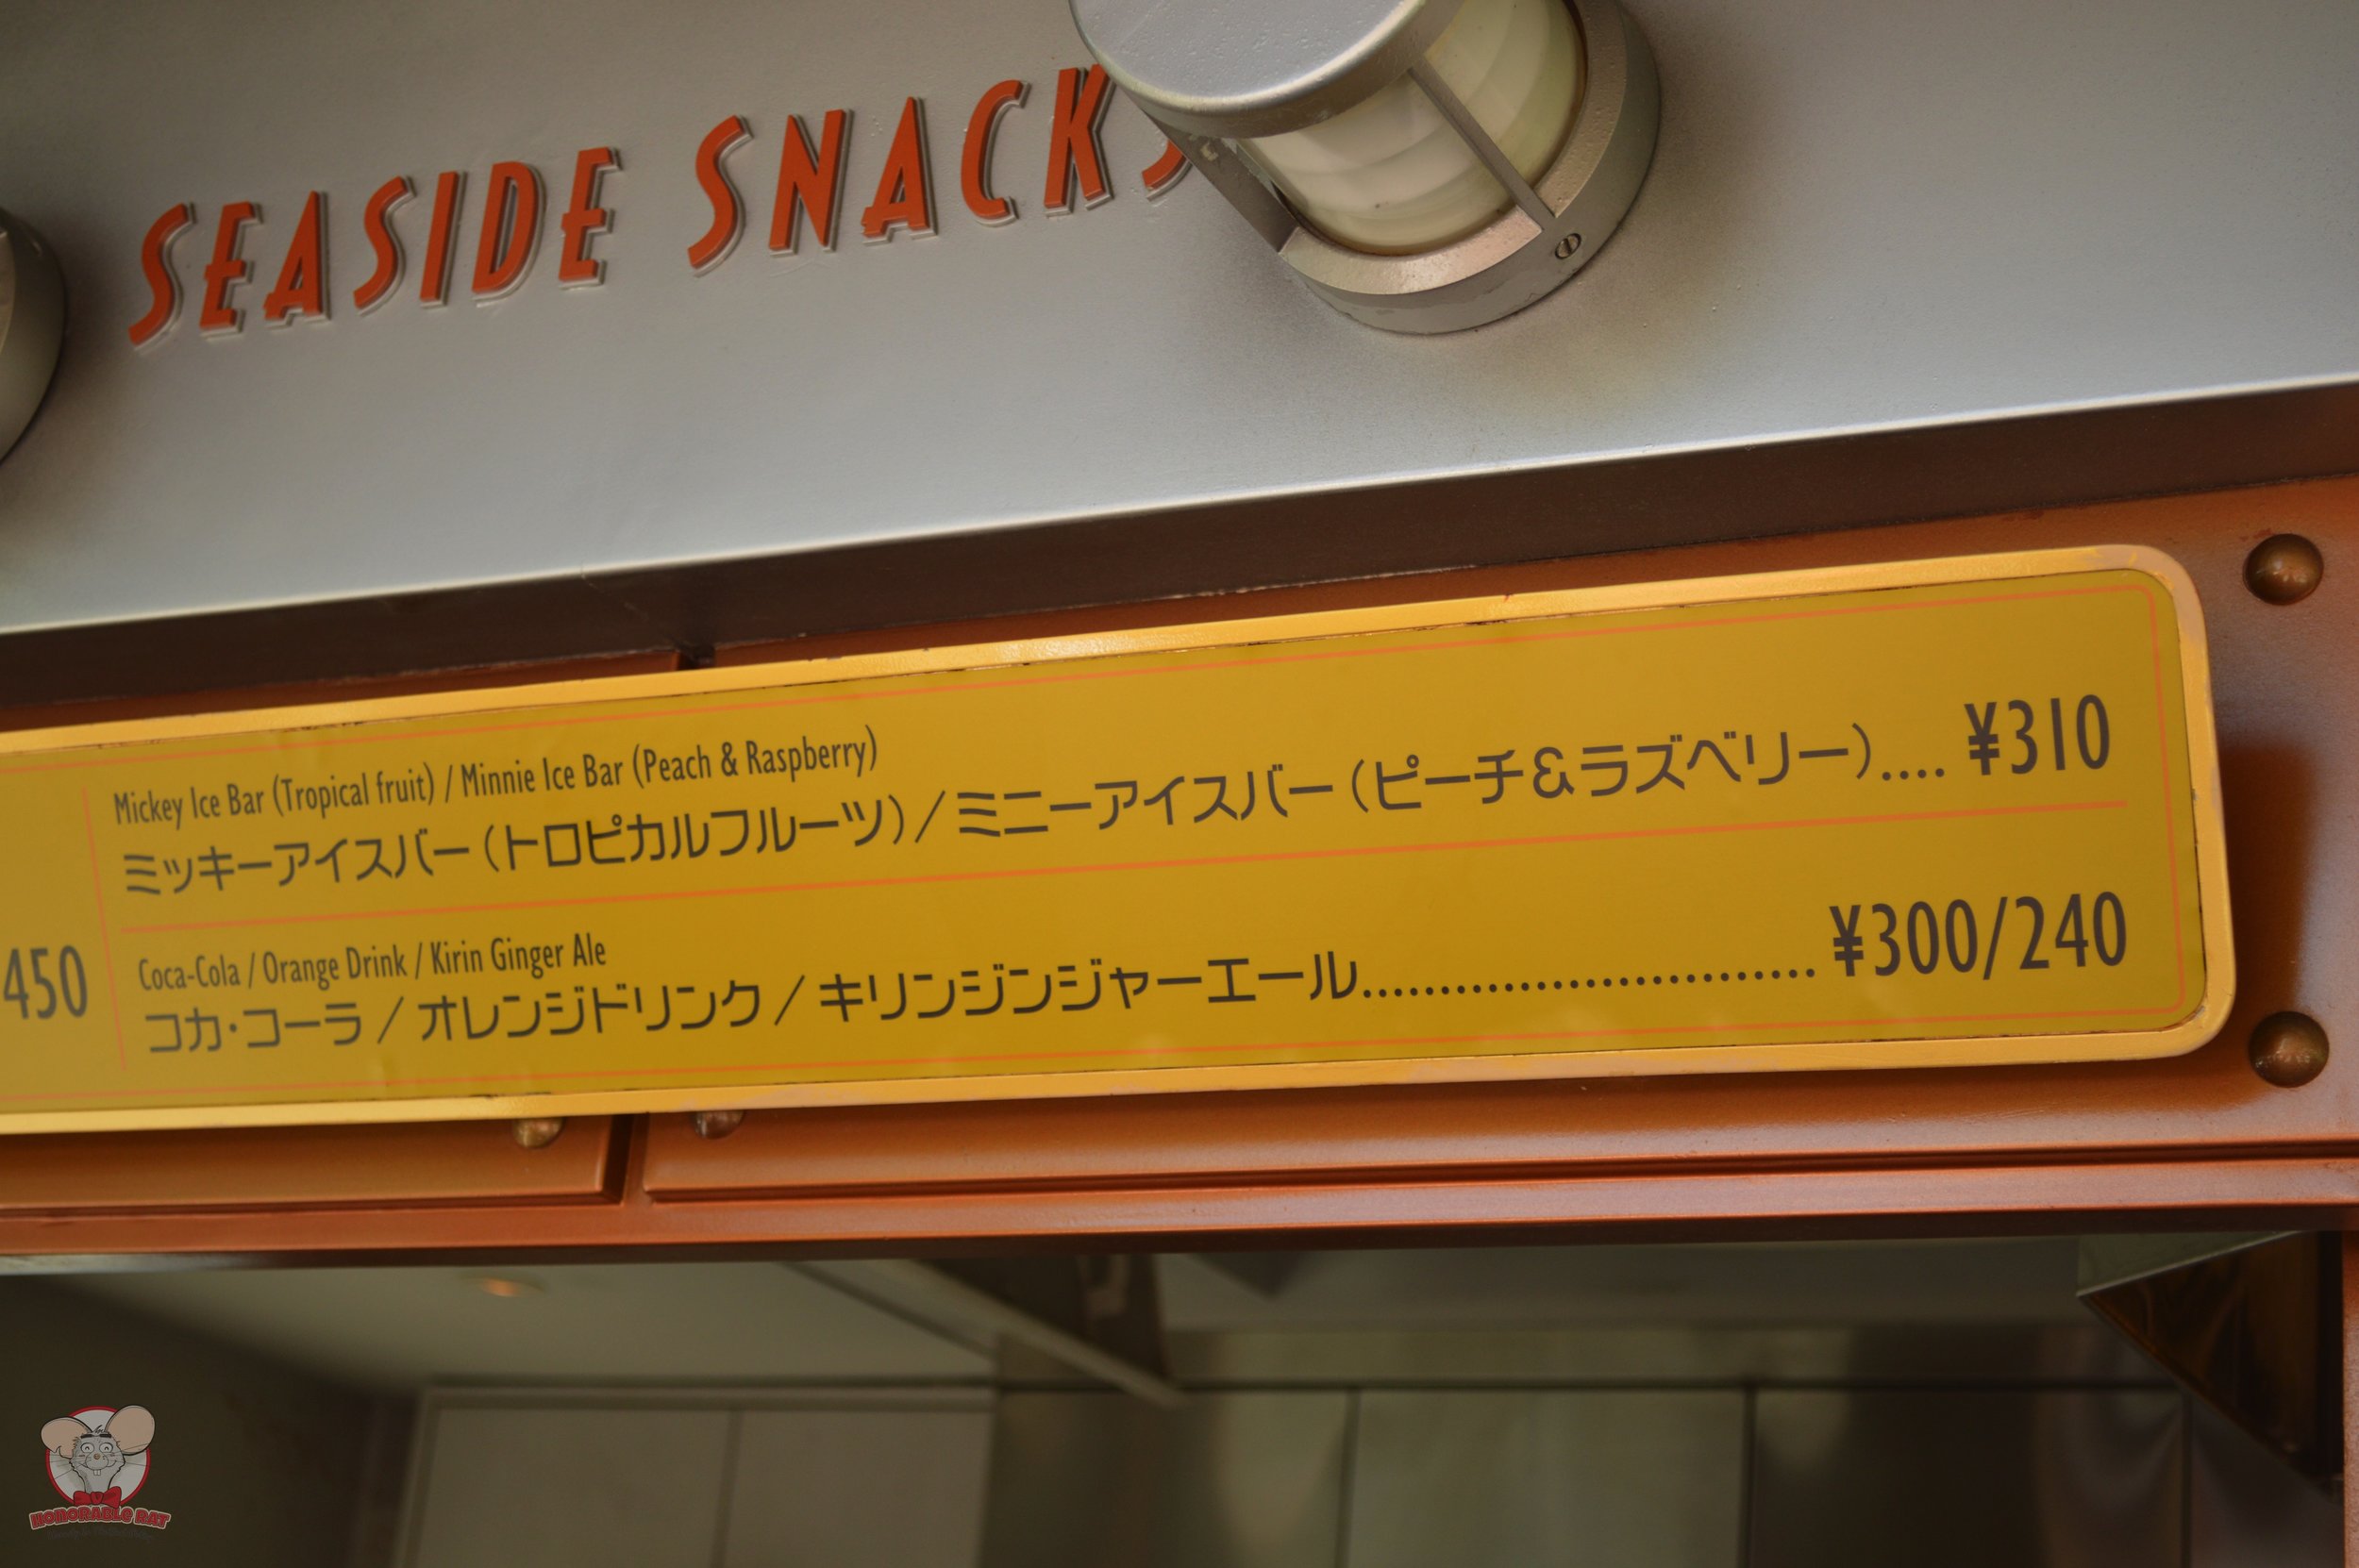 SEASIDE SNACKS
Mickey Ice Bar (Tropical fruit) / Minnie Ice Bar (Peach & Raspberry)
ミッキーアイスバー(トロピカルフルーツ)/ミニーアイスバー(ピーチ&ラズベリー).... ¥310
450
Coca-Cola / Orange Drink / Kirin Ginger Ale
コカ・コーラ/オレンジドリンク/キリンジンジャーエール............................. ¥300/240
HONORABLE RAT